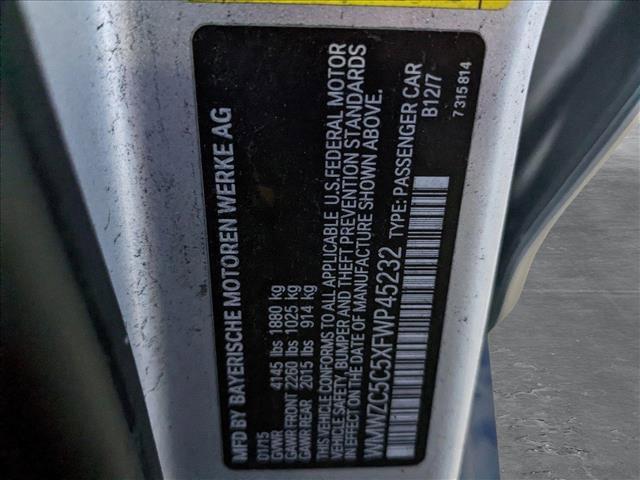 MFD BY BAYERISCHE MOTOREN WERKE AG
01/15
GVWR 4145 lbs 1880 kg
GAWR FRONT 2260 lbs 1025 kg
GAWR REAR 2015 lbs 914 kg
THIS VEHICLE CONFORMS TO ALL APPLICABLE U.S. FEDERAL MOTOR
VEHICLE SAFETY, BUMPER AND THEFT PREVENTION STANDARDS
IN EFFECT ON THE DATE OF MANUFACTURE SHOWN ABOVE.
WMWZC5C5XFWP45232 TYPE: PASSENGER CAR
B12/7
7 315 814